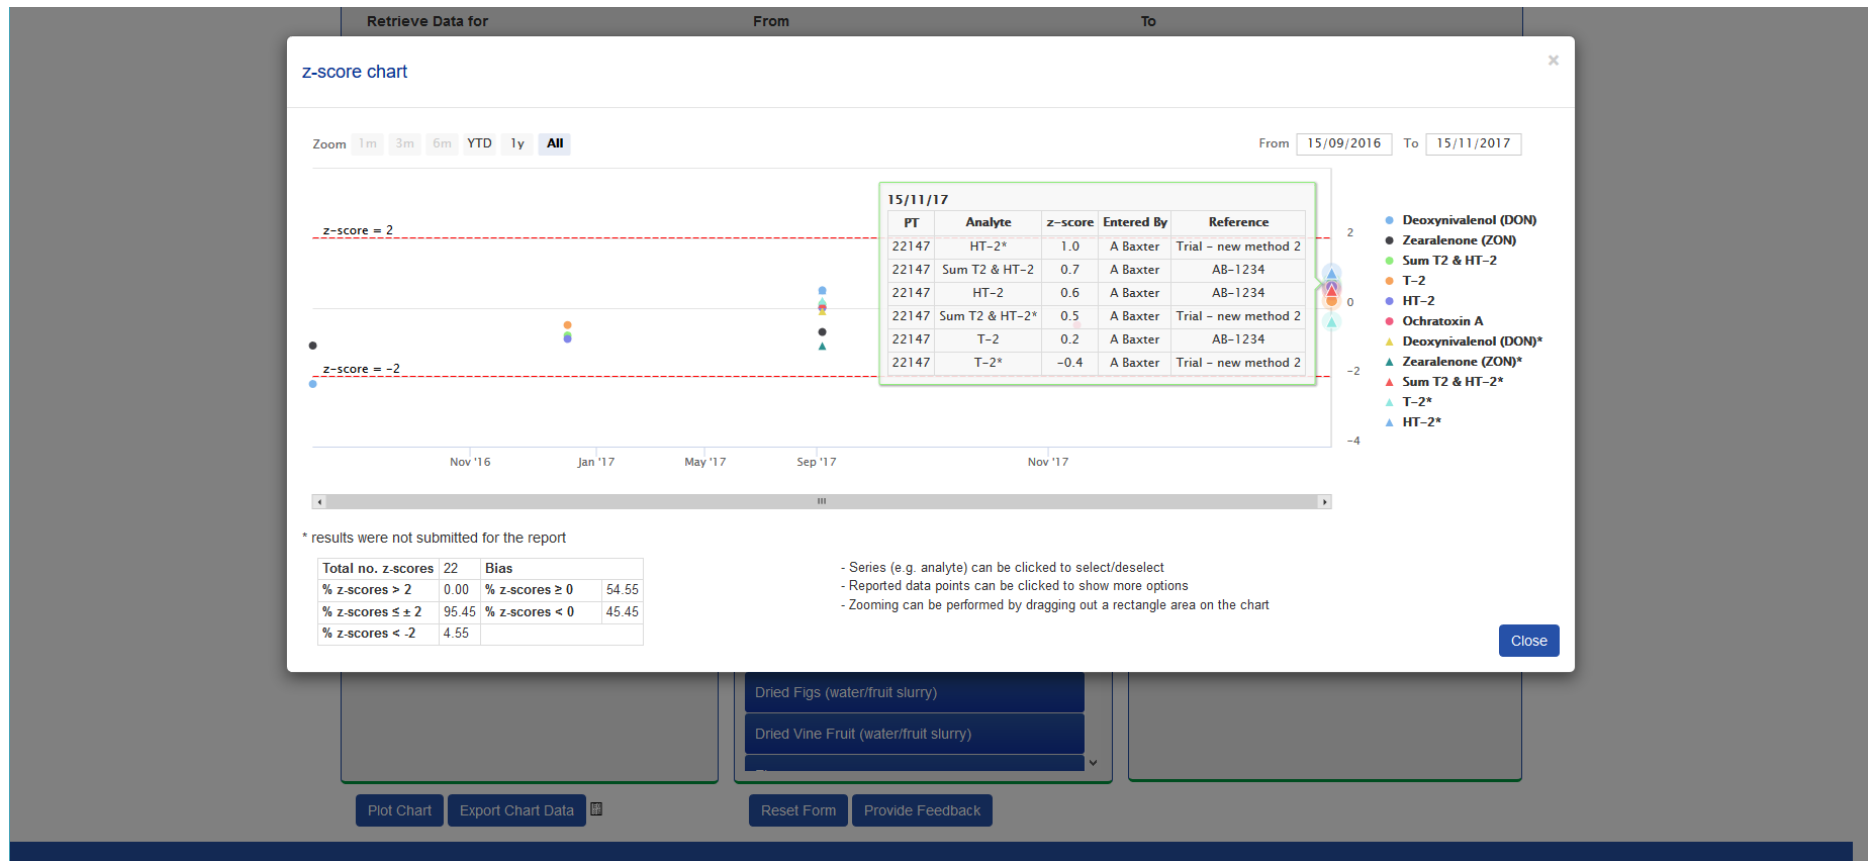 Retrieve Data for From To
z-score chart ×
Zoom 1m 3m 6m YTD 1y All From 15/09/2016 To 15/11/2017
z-score = 2
z-score = -2
15/11/17
PT Analyte z-score Entered By Reference
22147 HT-2* 1.0 A Baxter Trial - new method 2
22147 Sum T2 & HT-2 0.7 A Baxter AB-1234
22147 HT-2 0.6 A Baxter AB-1234
22147 Sum T2 & HT-2* 0.5 A Baxter Trial - new method 2
22147 T-2 0.2 A Baxter AB-1234
22147 T-2* -0.4 A Baxter Trial - new method 2
2
0
-2
-4
Deoxynivalenol (DON)
Zearalenone (ZON)
Sum T2 & HT-2
T-2
HT-2
Ochratoxin A
Deoxynivalenol (DON)*
Zearalenone (ZON)*
Sum T2 & HT-2*
T-2*
HT-2*
Nov '16 Jan '17 May '17 Sep '17 Nov '17
* results were not submitted for the report
Total no. z-scores 22 Bias
% z-scores > 2 0.00 % z-scores ≥ 0 54.55
% z-scores ≤ ± 2 95.45 % z-scores < 0 45.45
% z-scores < -2 4.55
- Series (e.g. analyte) can be clicked to select/deselect
- Reported data points can be clicked to show more options
- Zooming can be performed by dragging out a rectangle area on the chart
Close
Dried Figs (water/fruit slurry)
Dried Vine Fruit (water/fruit slurry)
Plot Chart Export Chart Data Reset Form Provide Feedback